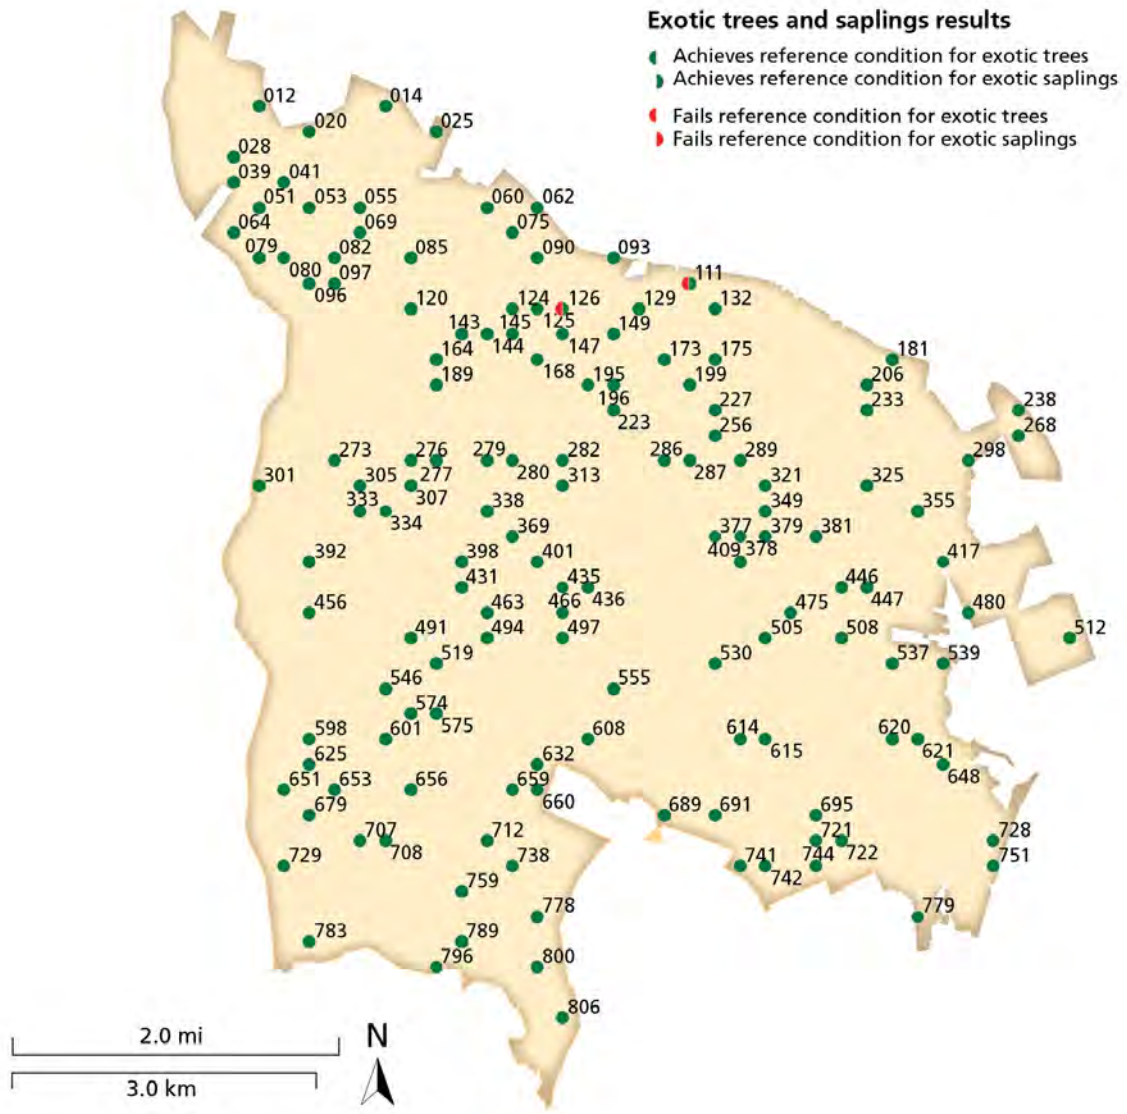 Exotic trees and saplings results
Achieves reference condition for exotic trees
Achieves reference condition for exotic saplings
Fails reference condition for exotic trees
Fails reference condition for exotic saplings
012
014
020
025
028
039 041
051 053 055 060 062
064 069 075
079 082 085 090 093
080 097 111
096
120 124 126 129 132
143 145 125 149
144 147
164 168 173 175 181
189 195 199 206
196 227 233 238
223
256 268
273 276 279 282 286 289 298
277 280 287
301 305 313 321 325
307
333 338 349 355
334
369 377 379 381
392 398 401 409 378 417
431 435 446
436 447
456 463 466 475 480
491 494 497 505 508 512
519 530 537 539
546 555
574
575
598 601 608 614 620
615 621
625 632 648
651 653 656 659
660
679 689 691 695
707 712 721 728
708 744 722
729 738 741 751
742
759
778 779
783 789
796 800
806
2.0 mi
N
3.0 km